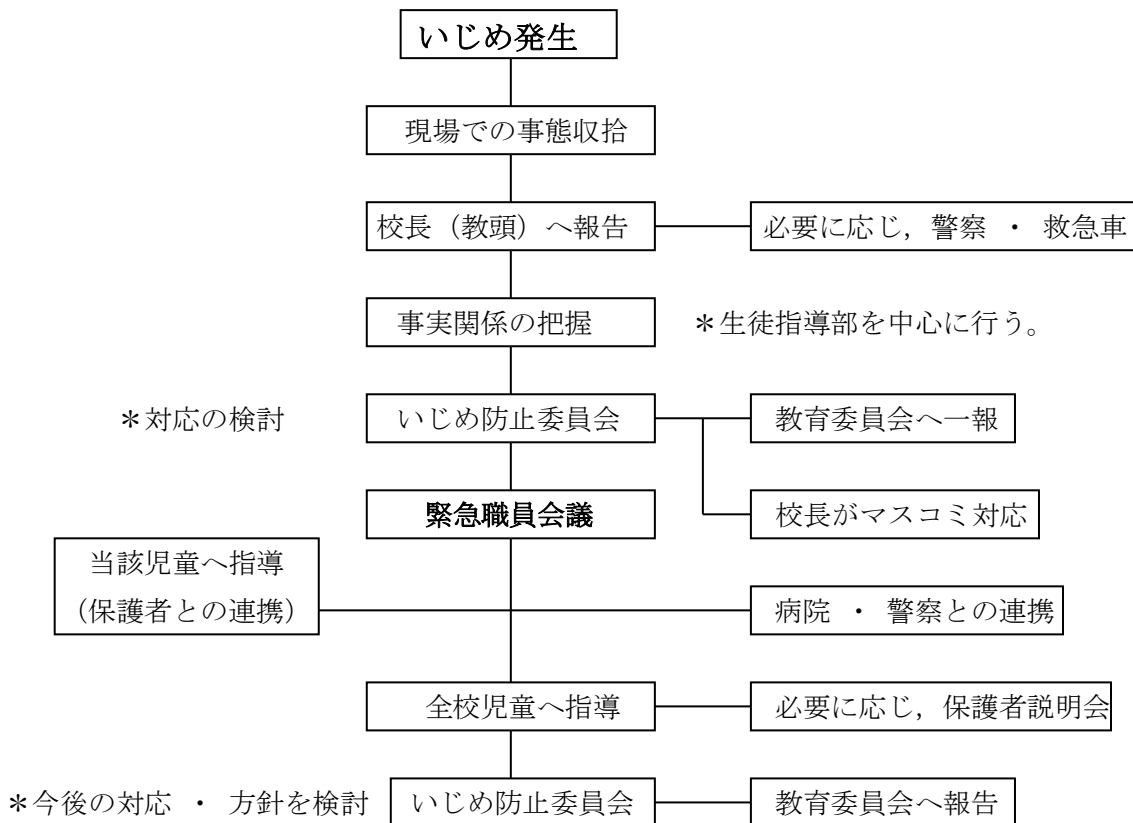 いじめ発生
現場での事態収拾
校長（教頭）へ報告
必要に応じ，警察 ・ 救急車
事実関係の把握
＊生徒指導部を中心に行う。
＊対応の検討
いじめ防止委員会
教育委員会へ一報
緊急職員会議
校長がマスコミ対応
当該児童へ指導
（保護者との連携）
病院 ・ 警察との連携
全校児童へ指導
必要に応じ，保護者説明会
＊今後の対応 ・ 方針を検討
いじめ防止委員会
教育委員会へ報告